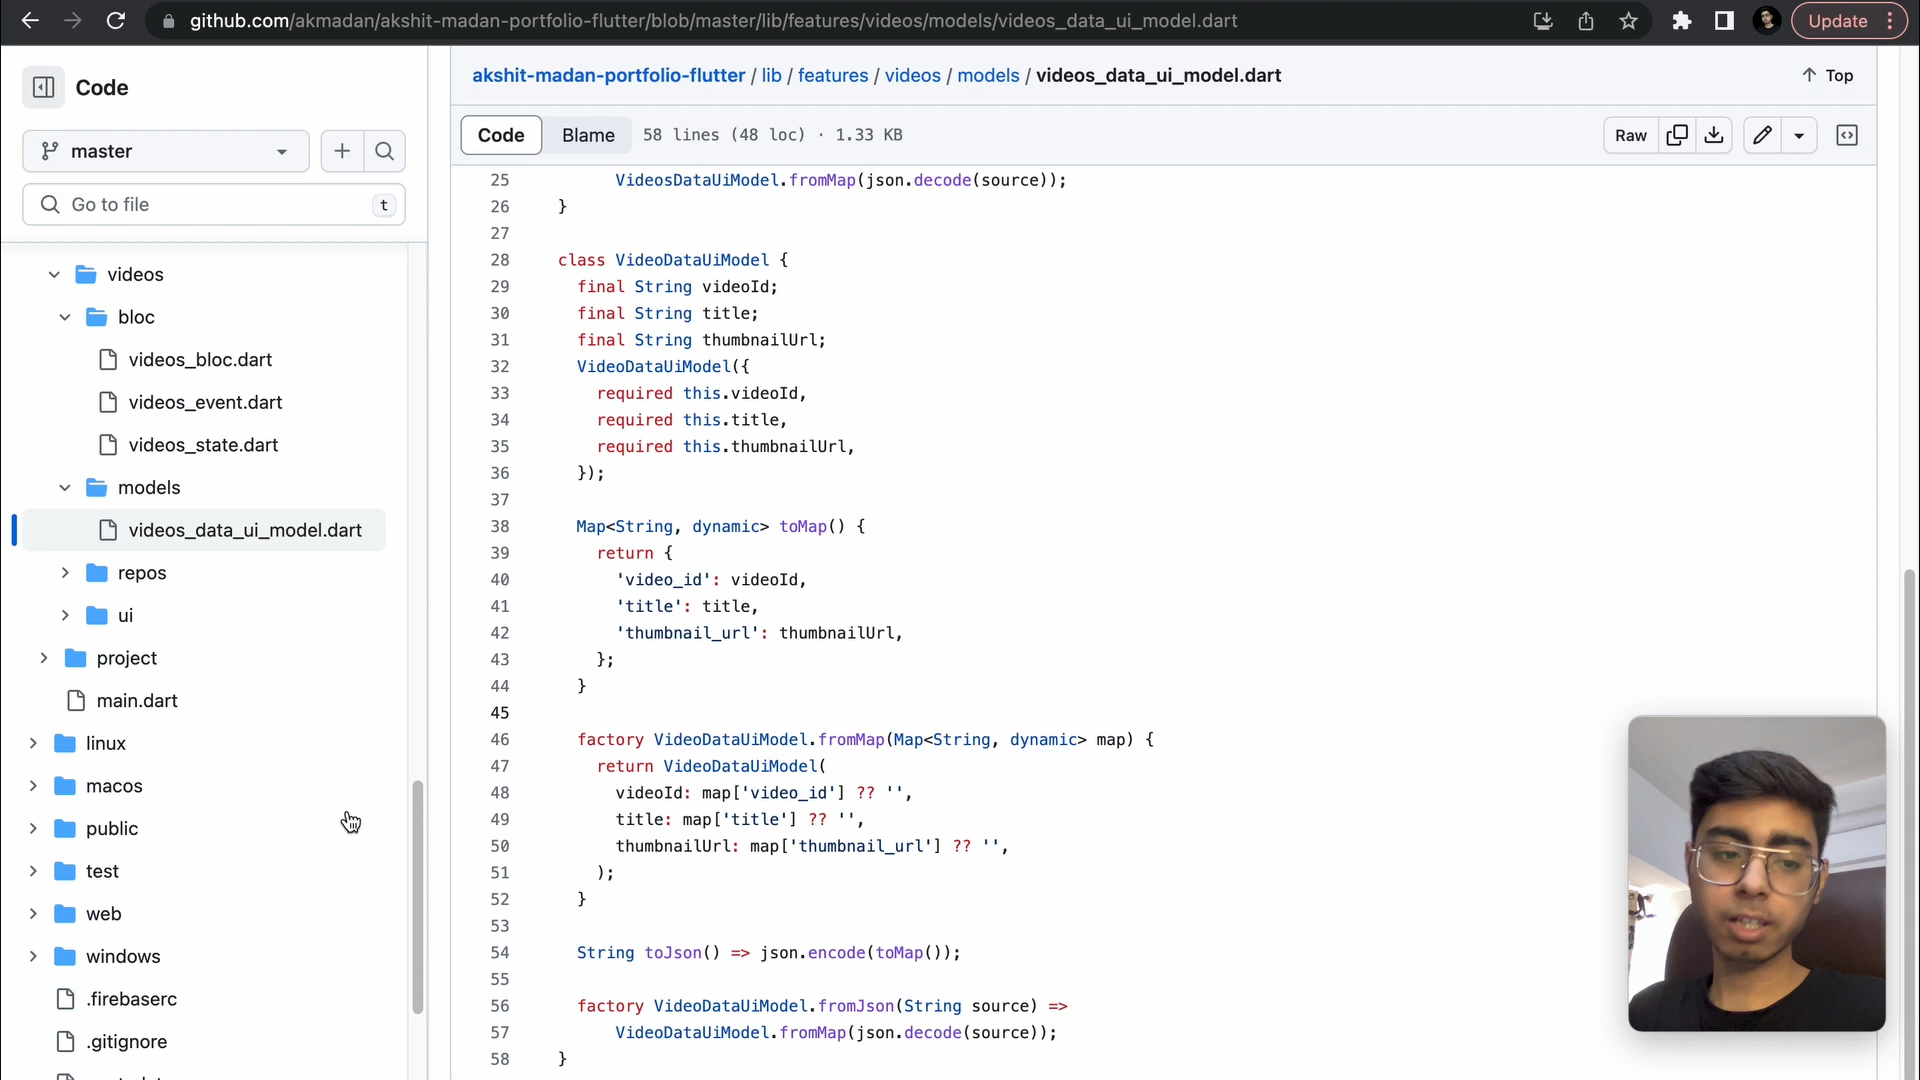 github.com/akmadan/akshit-madan-portfolio-flutter/blob/master/lib/features/videos/models/videos_data_ui_model.dart
Update
Code
master
Go to file
t
videos
bloc
videos_bloc.dart
videos_event.dart
videos_state.dart
models
videos_data_ui_model.dart
repos
ui
project
main.dart
linux
macos
public
test
web
windows
.firebaserc
.gitignore
akshit-madan-portfolio-flutter / lib / features / videos / models / videos_data_ui_model.dart
Top
Code Blame 58 lines (48 loc) · 1.33 KB
Raw
25 VideosDataUiModel.fromMap(json.decode(source));
26 }
27
28 class VideoDataUiModel {
29 final String videoId;
30 final String title;
31 final String thumbnailUrl;
32 VideoDataUiModel({
33 required this.videoId,
34 required this.title,
35 required this.thumbnailUrl,
36 });
37
38 Map<String, dynamic> toMap() {
39 return {
40 'video_id': videoId,
41 'title': title,
42 'thumbnail_url': thumbnailUrl,
43 };
44 }
45
46 factory VideoDataUiModel.fromMap(Map<String, dynamic> map) {
47 return VideoDataUiModel(
48 videoId: map['video_id'] ?? '',
49 title: map['title'] ?? '',
50 thumbnailUrl: map['thumbnail_url'] ?? '',
51 );
52 }
53
54 String toJson() => json.encode(toMap());
55
56 factory VideoDataUiModel.fromJson(String source) =>
57 VideoDataUiModel.fromMap(json.decode(source));
58 }